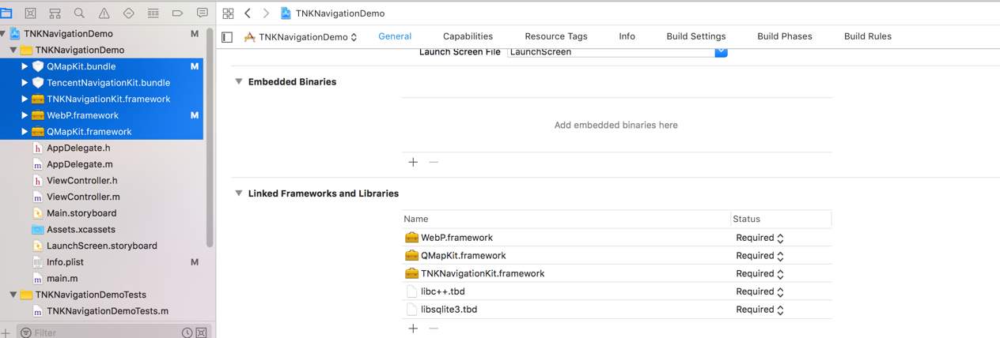 TNKNavigationDemo
TNKNavigationDemo M
TNKNavigationDemo
QMapKit.bundle M
TencentNavigationKit.bundle
TNKNavigationKit.framework
WebP.framework M
QMapKit.framework
h AppDelegate.h
m AppDelegate.m
h ViewController.h
m ViewController.m
Main.storyboard
Assets.xcassets
LaunchScreen.storyboard
Info.plist M
m main.m
TNKNavigationDemoTests
m TNKNavigationDemoTests.m
Filter
TNKNavigationDemo General Capabilities Resource Tags Info Build Settings Build Phases Build Rules
Launch Screen File LaunchScreen
Embedded Binaries
Add embedded binaries here
Linked Frameworks and Libraries
Name Status
WebP.framework Required
QMapKit.framework Required
TNKNavigationKit.framework Required
libc++.tbd Required
libsqlite3.tbd Required